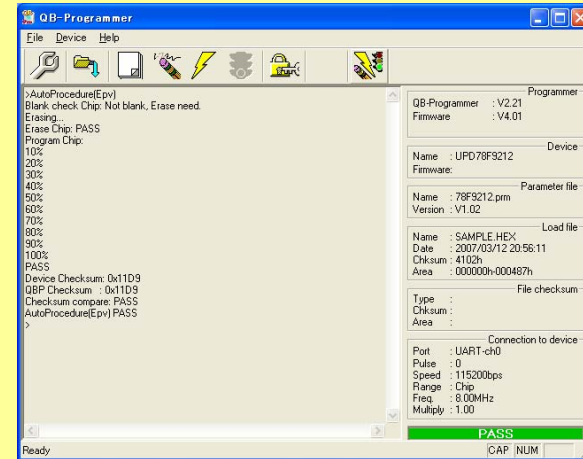 QB-Programmer
File Device Help
>AutoProcedure(Epv)
Blank check Chip: Not blank, Erase need.
Erasing...
Erase Chip: PASS
Program Chip:
10%
20%
30%
40%
50%
60%
70%
80%
90%
100%
PASS
Device Checksum: 0x11D9
QBP Checksum : 0x11D9
Checksum compare: PASS
AutoProcedure(Epv) PASS
>
Programmer
QB-Programmer : V2.21
Firmware : V4.01
Device
Name : UPD78F9212
Firmware:
Parameter file
Name : 78F9212.prm
Version : V1.02
Load file
Name : SAMPLE.HEX
Date : 2007/03/12 20:56:11
Chksum : 4102h
Area : 000000h-000487h
File checksum
Type :
Chksum :
Area :
Connection to device
Port : UART-ch0
Pulse : 0
Speed : 115200bps
Range : Chip
Freq. : 8.00MHz
Multiply : 1.00
PASS
Ready CAP NUM